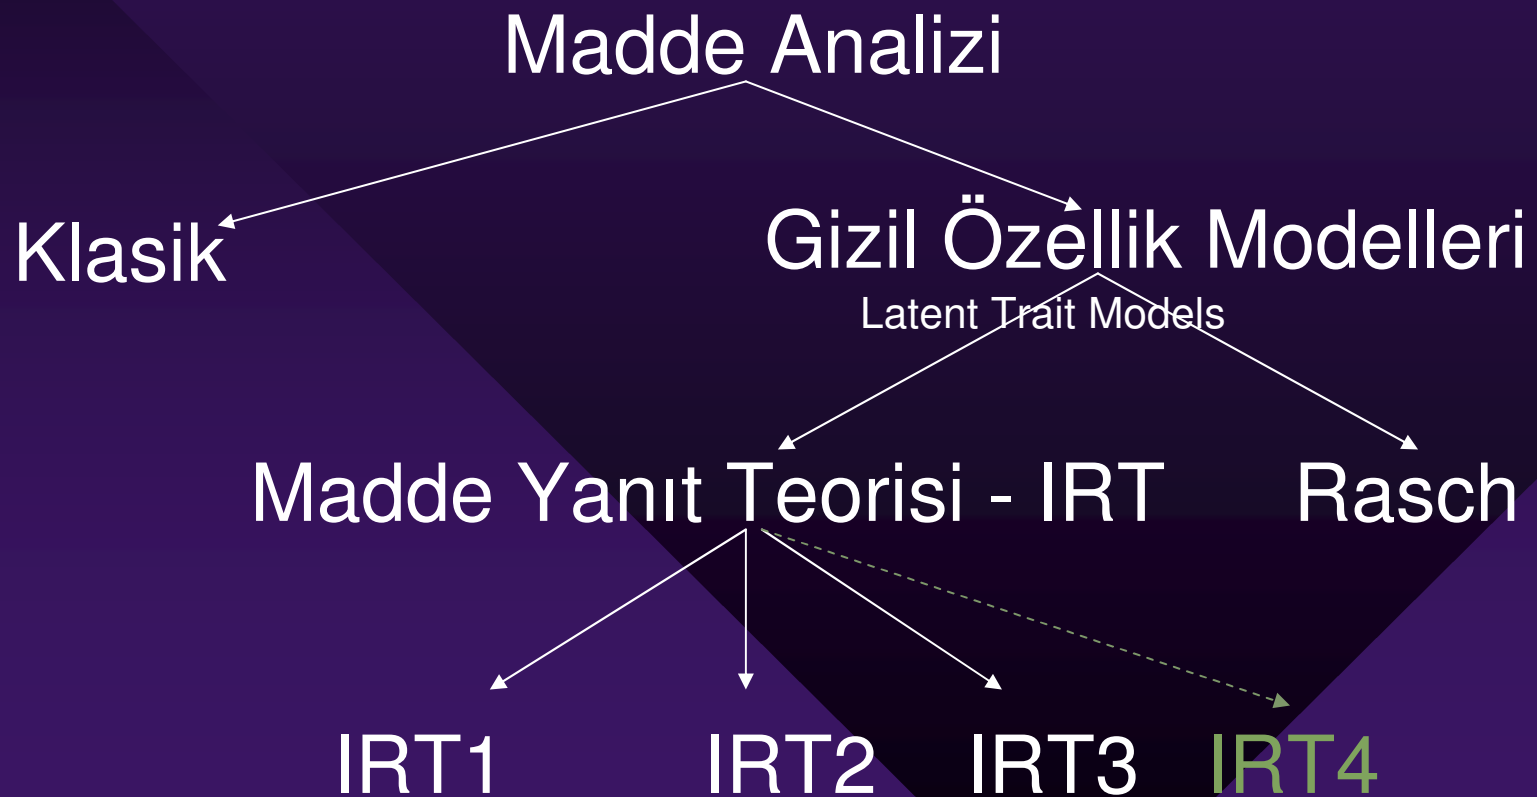 Madde Analizi
Klasik
Gizil Özellik Modelleri
Latent Trait Models
Madde Yanıt Teorisi - IRT
Rasch
IRT1
IRT2
IRT3
IRT4